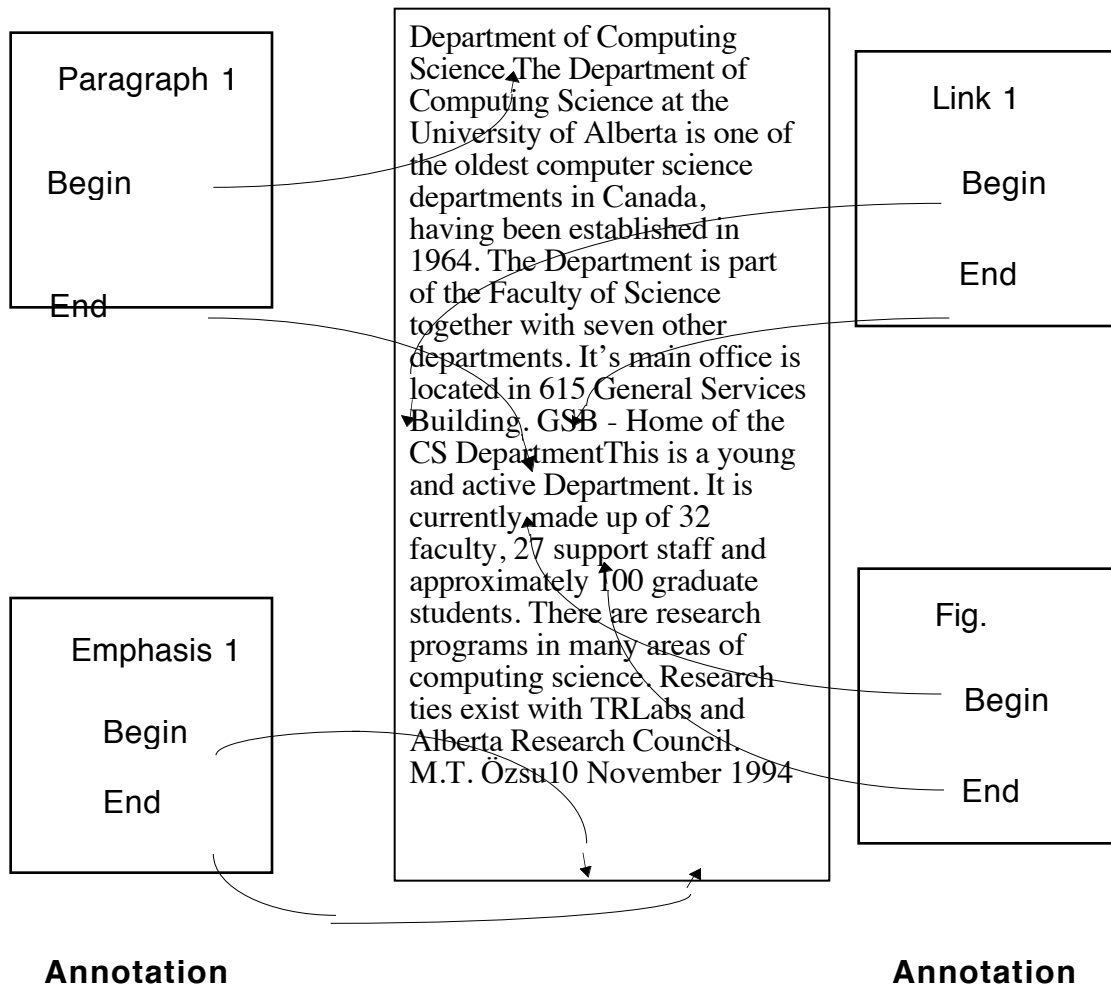 Paragraph 1
Begin
End
Emphasis 1
Begin
End
Annotation
Department of Computing
Science The Department of
Computing Science at the
University of Alberta is one of
the oldest computer science
departments in Canada,
having been established in
1964. The Department is part
of the Faculty of Science
together with seven other
departments. It’s main office is
located in 615 General Services
Building. GSB - Home of the
CS DepartmentThis is a young
and active Department. It is
currently made up of 32
faculty, 27 support staff and
approximately 100 graduate
students. There are research
programs in many areas of
computing science. Research
ties exist with TRLabs and
Alberta Research Council.
M.T. Özsu10 November 1994
Link 1
Begin
End
Fig.
Begin
End
Annotation